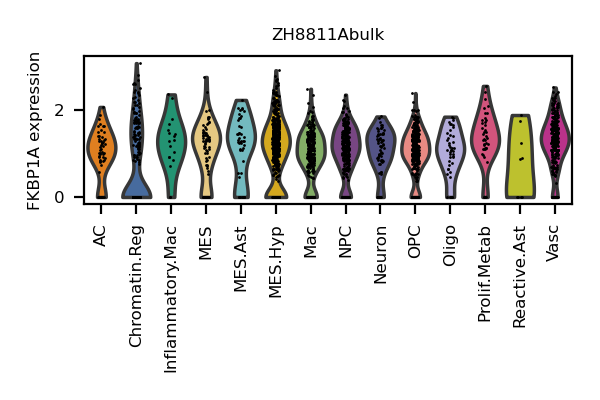 ZH8811Abulk
FKBP1A expression
2
0
AC
Chromatin.Reg
Inflammatory.Mac
MES
MES.Ast
MES.Hyp
Mac
NPC
Neuron
OPC
Oligo
Prolif.Metab
Reactive.Ast
Vasc